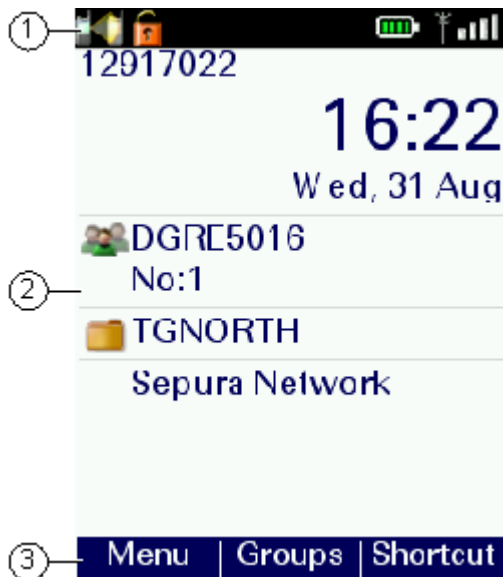 1
12917022
16:22
Wed, 31 Aug
DGRE5016
No:1
2
TGNORTH
Sepura Network
3
Menu Groups Shortcut